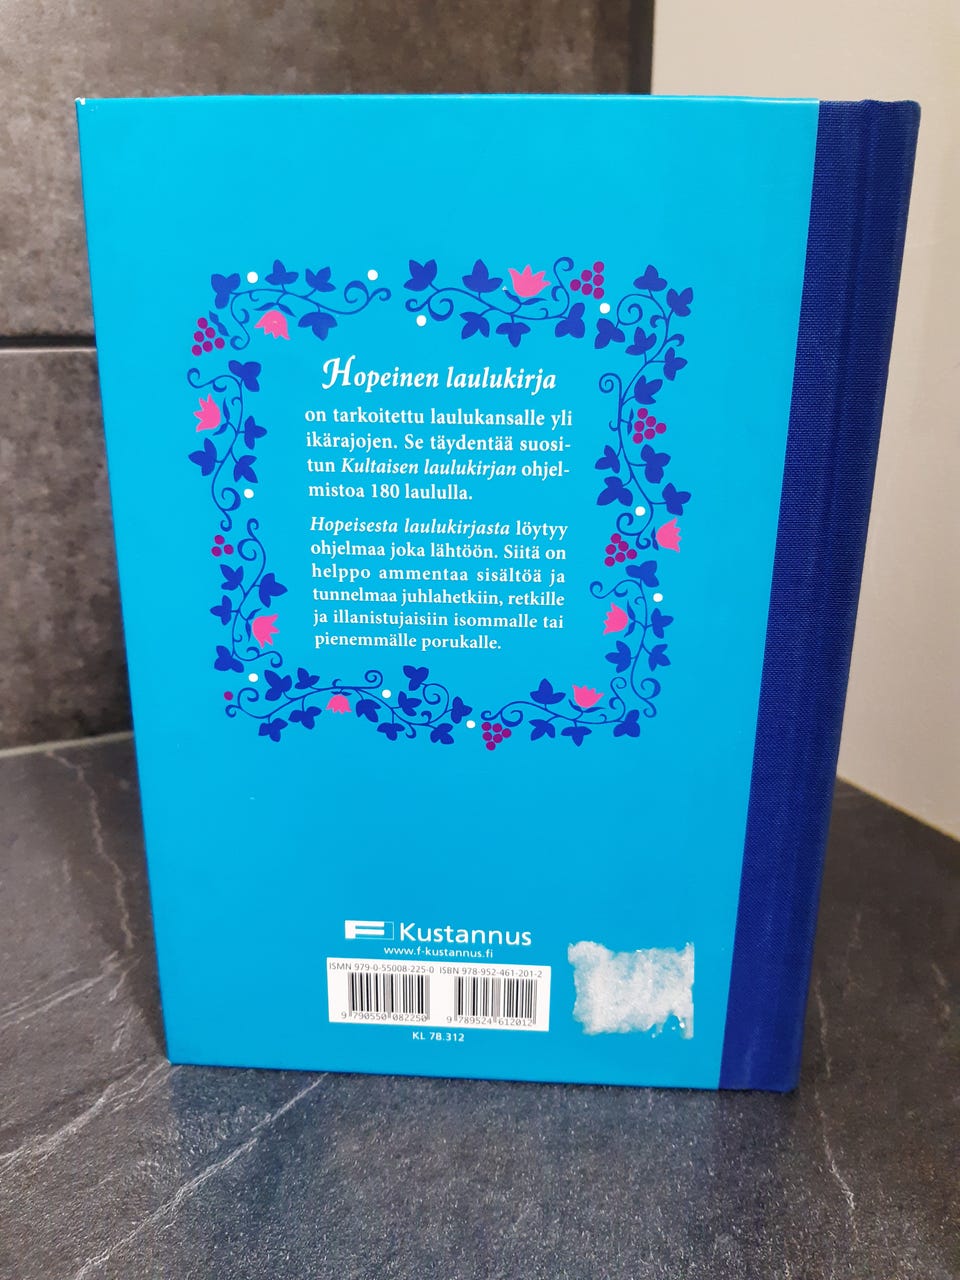 Hopeinen laulukirja
on tarkoitettu laulukansalle yli
ikärajojen. Se täydentää suosi-
tun Kultaisen laulukirjan ohjel-
mistoa 180 laululla.
Hopeisesta laulukirjasta löytyy
ohjelmaa joka lähtöön. Siitä on
helppo ammentaa sisältöä ja
tunnelmaa juhlahetkiin, retkille
ja illanistujaisiin isommalle tai
pienemmälle porukalle.
F Kustannus
www.f-kustannus.fi
ISMN 979-0-55008-225-0 ISBN 978-952-461-201-2
9 790550 082250 9 789524 612012
KL 78.312